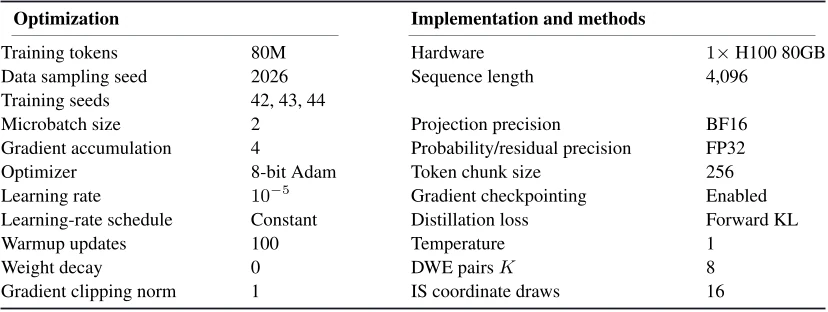 Optimization Implementation and methods
Training tokens 80M Hardware 1× H100 80GB
Data sampling seed 2026 Sequence length 4,096
Training seeds 42, 43, 44
Microbatch size 2 Projection precision BF16
Gradient accumulation 4 Probability/residual precision FP32
Optimizer 8-bit Adam Token chunk size 256
Learning rate 10⁻⁵ Gradient checkpointing Enabled
Learning-rate schedule Constant Distillation loss Forward KL
Warmup updates 100 Temperature 1
Weight decay 0 DWE pairs K 8
Gradient clipping norm 1 IS coordinate draws 16